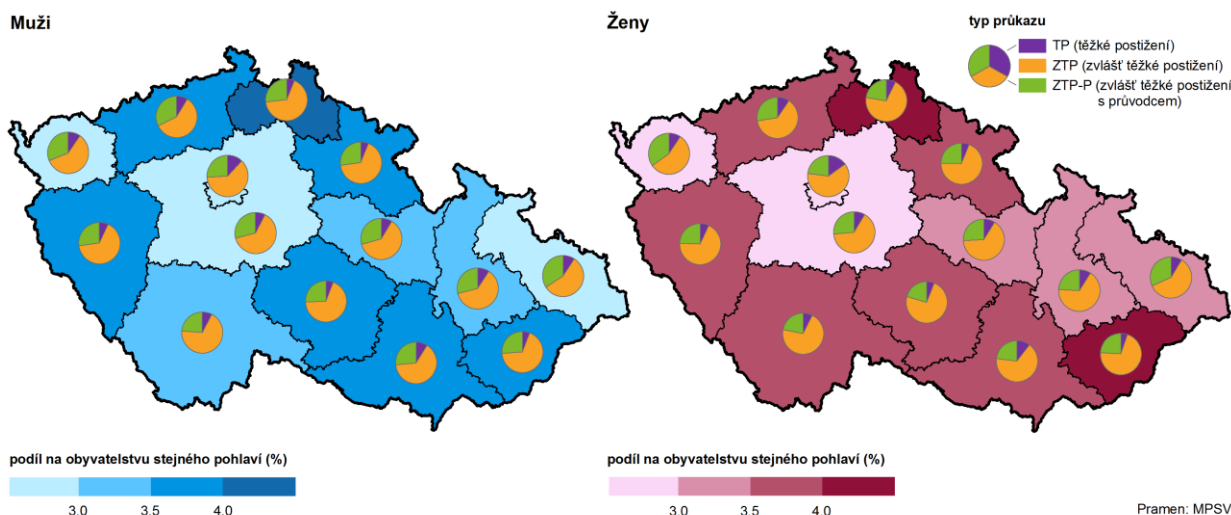 Muži
Ženy
typ průkazu
TP (těžké postižení)
ZTP (zvlášť těžké postižení)
ZTP-P (zvlášť těžké postižení
s průvodcem)
podíl na obyvatelstvu stejného pohlaví (%)
3.0 3.5 4.0
podíl na obyvatelstvu stejného pohlaví (%)
3.0 3.5 4.0
Pramen: MPSV